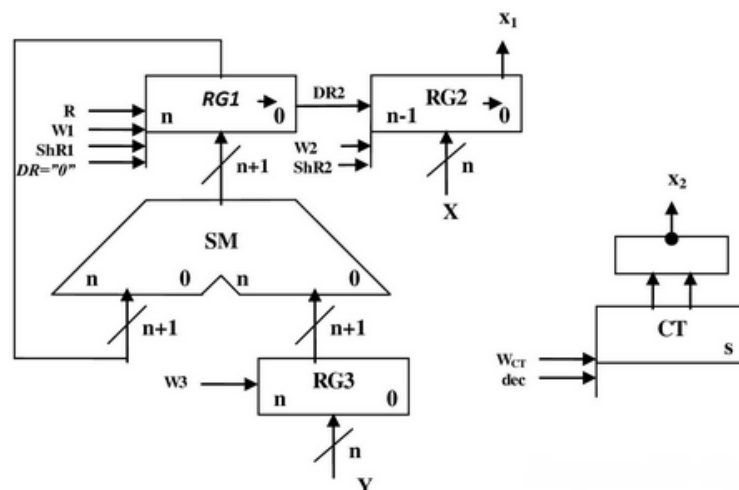 x1
RG1
n
0
R
W1
ShR1
DR="0"
DR2
RG2
n-1
0
W2
ShR2
n
X
n+1
SM
n
0
n
0
n+1
n+1
x2
CT
s
WCT
dec
W3
RG3
n
0
n
Y